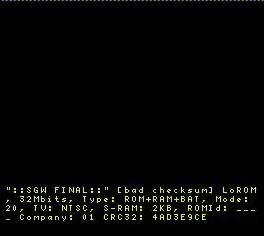 "::SGW FINAL::" [bad checksum] LoROM
, 32Mbits, Type: ROM+RAM+BAT, Mode:
20, TV: NTSC, S-RAM: 2KB, ROMId: ___
_ Company: 01 CRC32: 4AD3E9CE